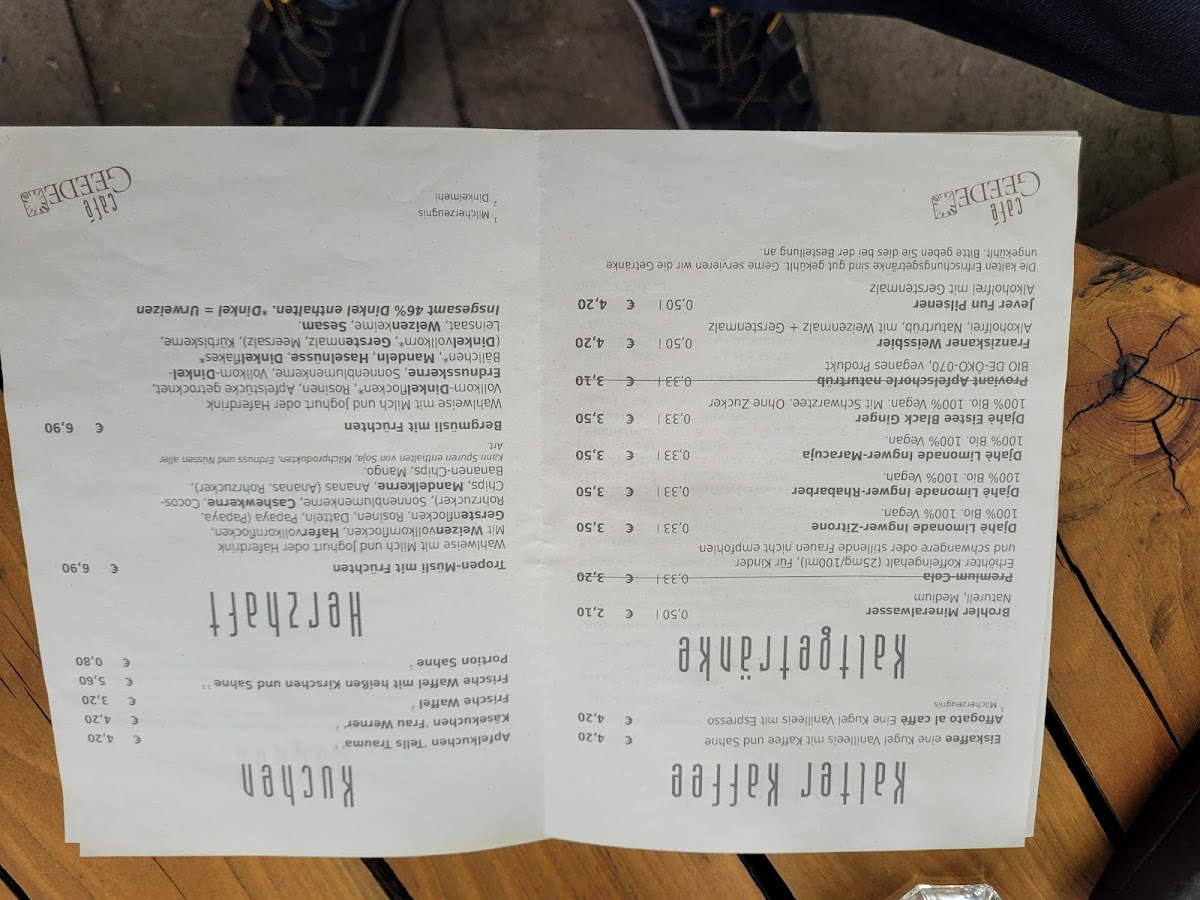 Kalter Kaffee
Eiskaffee eine Kugel Vanilleeis mit Kaffee und Sahne € 4,20
Affogato al caffè Eine Kugel Vanilleeis mit Espresso € 4,20
¹ Milcherzeugnis
Kaltgetränke
Brohler Mineralwasser 0,50 l € 2,10
Naturell, Medium
Premium-Cola 0,33 l € 3,20
Erhöhter Koffeingehalt (25mg/100ml), Für Kinder
und schwangere oder stillende Frauen nicht empfohlen
Djahé Limonade Ingwer-Zitrone 0,33 l € 3,50
100% Bio. 100% Vegan.
Djahé Limonade Ingwer-Rhabarber 0,33 l € 3,50
100% Bio. 100% Vegan.
Djahé Limonade Ingwer-Maracuja 0,33 l € 3,50
100% Bio. 100% Vegan.
Djahé Eistee Black Ginger 0,33 l € 3,50
100% Bio. 100% Vegan. Mit Schwarztee. Ohne Zucker
Proviant Apfelschorle naturtrüb 0,33 l € 3,10
BIO DE-ÖKO-070, veganes Produkt
Franziskaner Weissbier 0,50 l € 4,20
Alkoholfrei, Naturtrüb, mit Weizenmalz + Gerstenmalz
Jever Fun Pilsener 0,50 l € 4,20
Alkoholfrei mit Gerstenmalz
Die kalten Erfrischungsgetränke sind gut gekühlt. Gerne servieren wir die Getränke
ungekühlt. Bitte geben Sie dies bei der Bestellung an.
Café
GEEDE
Kuchen
Apfelkuchen 'Tells Trauma' ² € 4,20
Käsekuchen 'Frau Werner' ² € 4,20
Frische Waffel ² € 3,20
Frische Waffel mit heißen Kirschen und Sahne € 5,60
Portion Sahne ¹ € 0,80
Herzhaft
Tropen-Müsli mit Früchten € 6,90
Wahlweise mit Milch und Joghurt oder Haferdrink
Mit Weizenvollkornflocken, Hafervollkornflocken,
Gerstenflocken, Rosinen, Datteln, Papaya (Papaya,
Rohrzucker), Sonnenblumenkerne, Cashewkerne, Cocos-
Chips, Mandelkerne, Ananas (Ananas, Rohrzucker),
Bananen-Chips, Mango.
Kann Spuren enthalten von Soja, Milchprodukten, Erdnuss und Nüssen aller
Art.
Bergmüsli mit Früchten € 6,90
Wahlweise mit Milch und Joghurt oder Haferdrink
Vollkorn-Dinkelflocken*, Rosinen, Apfelstücke getrocknet,
Erdnusskerne, Sonnenblumenkerne, Vollkorn-Dinkel-
Bällchen*, Mandeln, Haselnüsse, Dinkelflakes*
(Dinkelvollkorn*, Gerstenmalz, Meersalz), Kürbiskerne,
Leinsaat, Weizenkeime, Sesam.
Insgesamt 46% Dinkel enthalten. *Dinkel = Urweizen
¹ Milcherzeugnis
² Dinkelmehl
Café
GEEDE